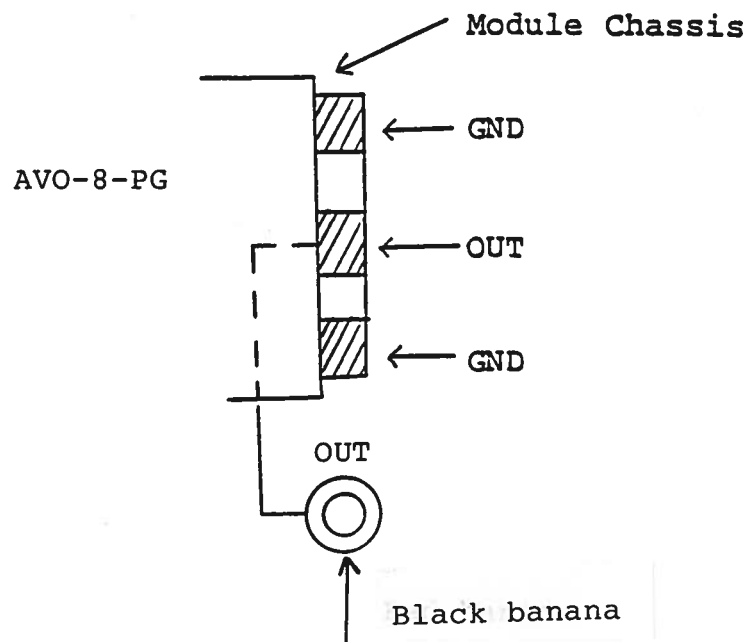 Module Chassis
GND
AVO-8-PG
OUT
GND
OUT
Black banana